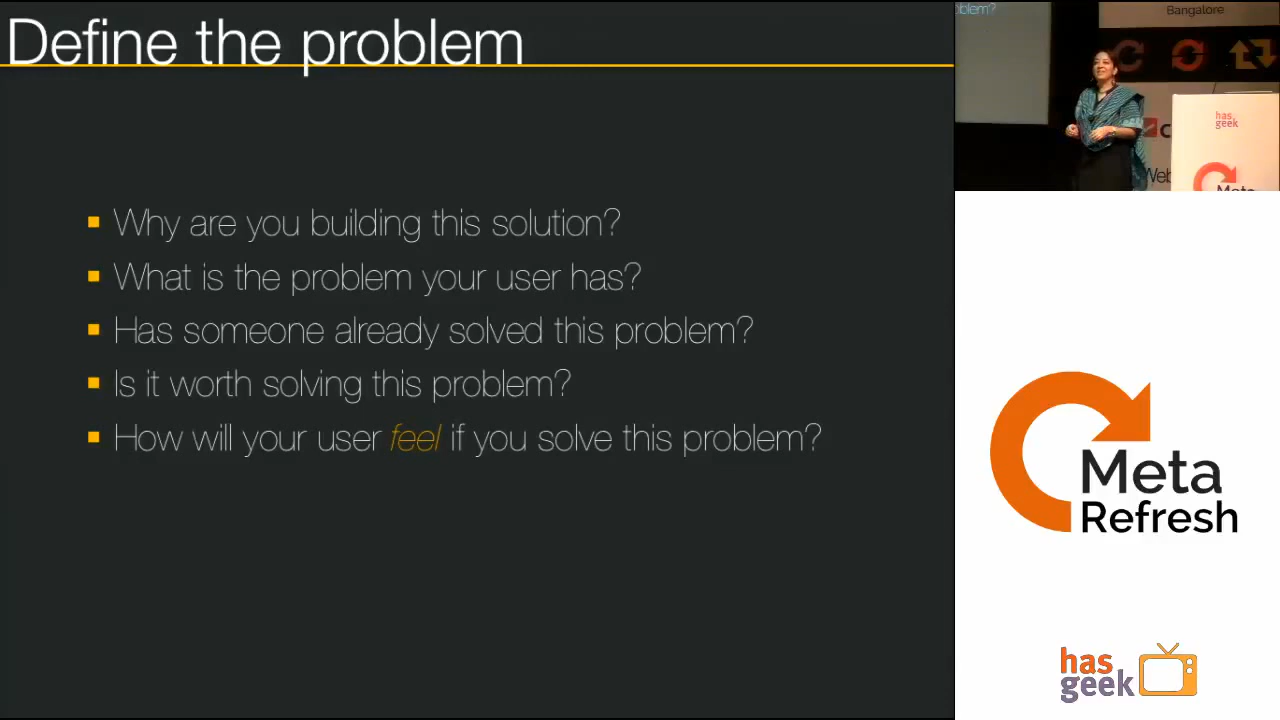 Define the problem
Why are you building this solution?
What is the problem your user has?
Has someone already solved this problem?
Is it worth solving this problem?
How will your user feel if you solve this problem?
Bangalore
has
geek
Meta
Meta
Refresh
has
geek